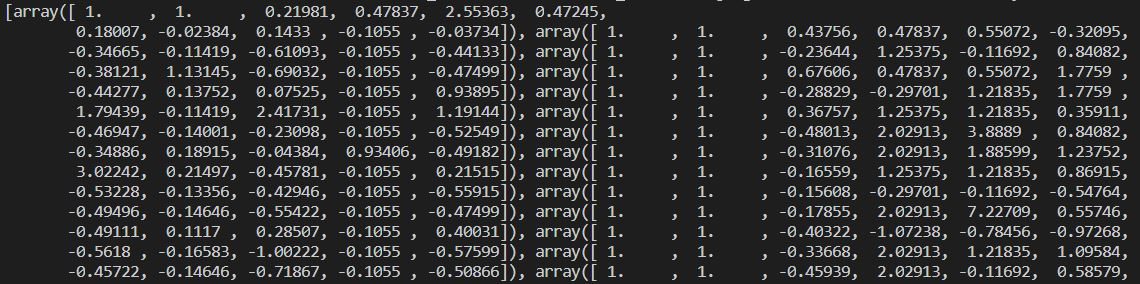 [array([ 1.     , 1.     , 0.21981, 0.47837, 2.55363, 0.47245,
0.18007, -0.02384, 0.1433 , -0.1055 , -0.03734]), array([ 1.     , 1.     , 0.43756, 0.47837, 0.55072, -0.32095,
-0.34665, -0.11419, -0.61093, -0.1055 , -0.44133]), array([ 1.     , 1.     , -0.23644, 1.25375, -0.11692, 0.84082,
-0.38121, 1.13145, -0.69032, -0.1055 , -0.47499]), array([ 1.     , 1.     , 0.67606, 0.47837, 0.55072, 1.7759 ,
-0.44277, 0.13752, 0.07525, -0.1055 , 0.93895]), array([ 1.     , 1.     , -0.28829, -0.29701, 1.21835, 1.7759 ,
1.79439, -0.11419, 2.41731, -0.1055 , 1.19144]), array([ 1.     , 1.     , 0.36757, 1.25375, 1.21835, 0.35911,
-0.46947, -0.14001, -0.23098, -0.1055 , -0.52549]), array([ 1.     , 1.     , -0.48013, 2.02913, 3.8889 , 0.84082,
-0.34886, 0.18915, -0.04384, 0.93406, -0.49182]), array([ 1.     , 1.     , -0.31076, 2.02913, 1.88599, 1.23752,
3.02242, 0.21497, -0.45781, -0.1055 , 0.21515]), array([ 1.     , 1.     , -0.16559, 1.25375, 1.21835, 0.86915,
-0.53228, -0.13356, -0.42946, -0.1055 , -0.55915]), array([ 1.     , 1.     , -0.15608, -0.29701, -0.11692, -0.54764,
-0.49496, -0.14646, -0.55422, -0.1055 , -0.47499]), array([ 1.     , 1.     , -0.17855, 2.02913, 7.22709, 0.55746,
-0.49111, 0.1117 , 0.28507, -0.1055 , 0.40031]), array([ 1.     , 1.     , -0.40322, -1.07238, -0.78456, -0.97268,
-0.5618 , -0.16583, -1.00222, -0.1055 , -0.57599]), array([ 1.     , 1.     , -0.33668, 2.02913, 1.21835, 1.09584,
-0.45722, -0.14646, -0.71867, -0.1055 , -0.50866]), array([ 1.     , 1.     , -0.45939, 2.02913, -0.11692, 0.58579,